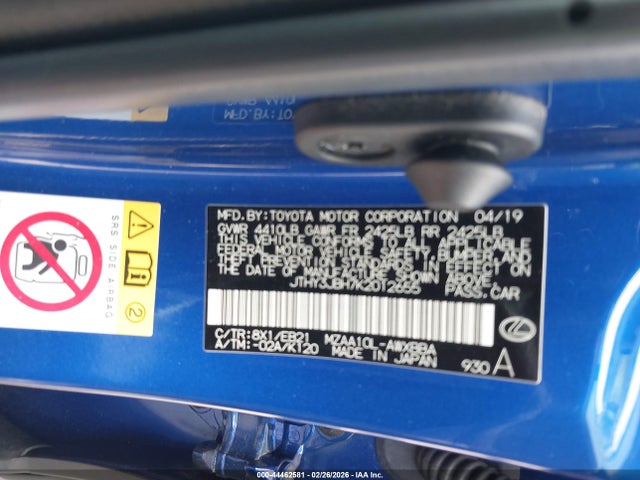 MFD. BY: TOYOTA MOTOR CORPORATION 04/19
GVWR 4410LB GAWR FR 2425LB RR 2425LB
THIS VEHICLE CONFORMS TO ALL APPLICABLE
FEDERAL MOTOR VEHICLE SAFETY, BUMPER, AND
THEFT PREVENTION STANDARDS IN EFFECT ON
THE DATE OF MANUFACTURE SHOWN ABOVE.
JTHY3JBH7K2012655 PASS. CAR
C/TR: 8X1/EB21 MZAA10L-AWXBBA
A/TM: -02A/K120 MADE IN JAPAN
930 A
SRS SIDE AIRBAG
2
000-44462581 - 02/26/2026 - IAAI.com